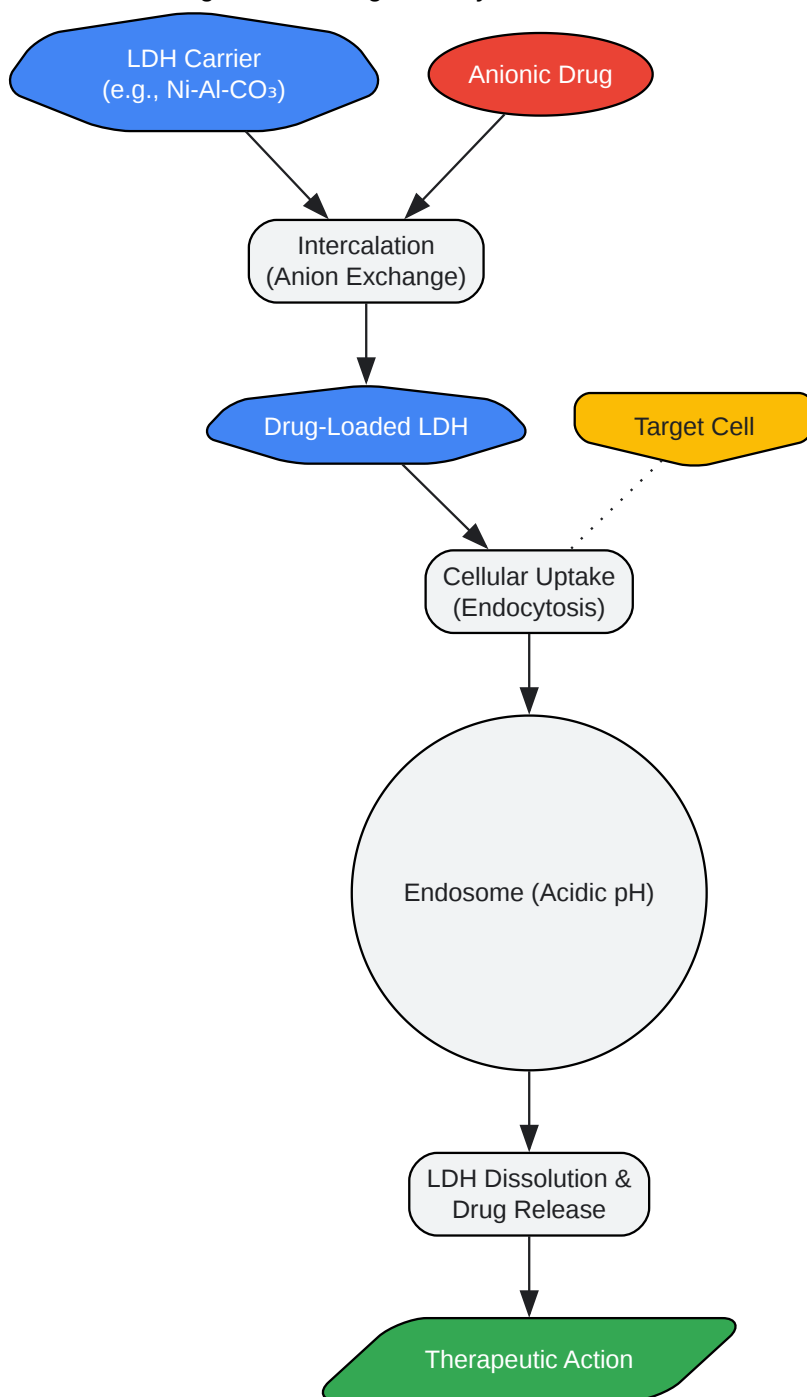 LDH Carrier
(e.g., Ni-Al-CO₃)
Anionic Drug
Intercalation
(Anion Exchange)
Drug-Loaded LDH
Target Cell
Cellular Uptake
(Endocytosis)
Endosome (Acidic pH)
LDH Dissolution &
Drug Release
Therapeutic Action